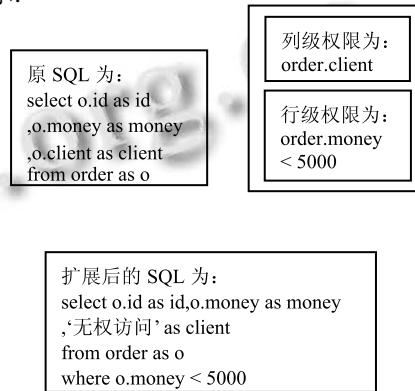 原 SQL 为：
select o.id as id
,o.money as money
,o.client as client
from order as o
列级权限为：
order.client
行级权限为：
order.money
< 5000
扩展后的 SQL 为：
select o.id as id,o.money as money
,‘无权访问’ as client
from order as o
where o.money < 5000